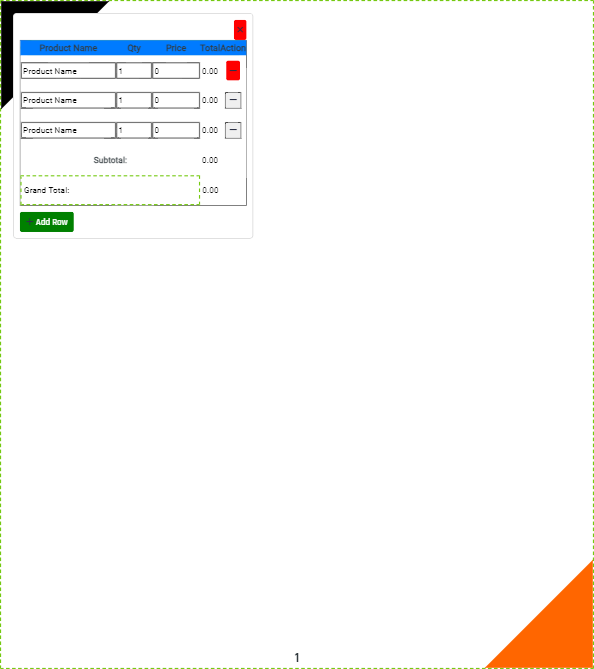 ×
Product Name Qty Price Total Action
Product Name 1 0 0.00 —
Product Name 1 0 0.00 —
Product Name 1 0 0.00 —
Subtotal: 0.00
Grand Total: 0.00
+ Add Row
1